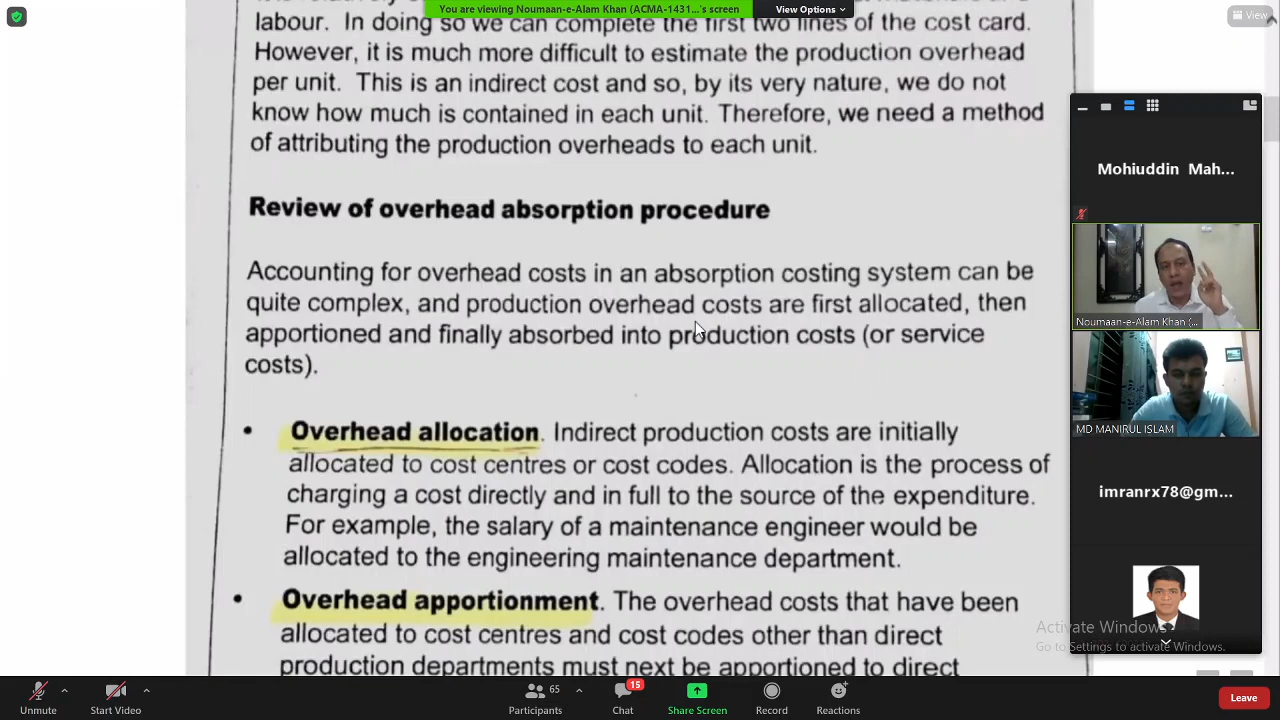 You are viewing Noumaan-e-Alam Khan (ACMA-1431...'s screen
View Options
View
labour. In doing so we can complete the first two lines of the cost card.
However, it is much more difficult to estimate the production overhead
per unit. This is an indirect cost and so, by its very nature, we do not
know how much is contained in each unit. Therefore, we need a method
of attributing the production overheads to each unit.
Review of overhead absorption procedure
Accounting for overhead costs in an absorption costing system can be
quite complex, and production overhead costs are first allocated, then
apportioned and finally absorbed into production costs (or service
costs).
• Overhead allocation. Indirect production costs are initially
allocated to cost centres or cost codes. Allocation is the process of
charging a cost directly and in full to the source of the expenditure.
For example, the salary of a maintenance engineer would be
allocated to the engineering maintenance department.
• Overhead apportionment. The overhead costs that have been
allocated to cost centres and cost codes other than direct
production departments must next be apportioned to direct
Mohiuddin Mah...
Noumaan-e-Alam Khan (...
MD MANIRUL ISLAM
imranrx78@gm...
Activate Windows
Go to Settings to activate Windows.
Unmute
Start Video
65
Participants
15
Chat
Share Screen
Record
Reactions
Leave